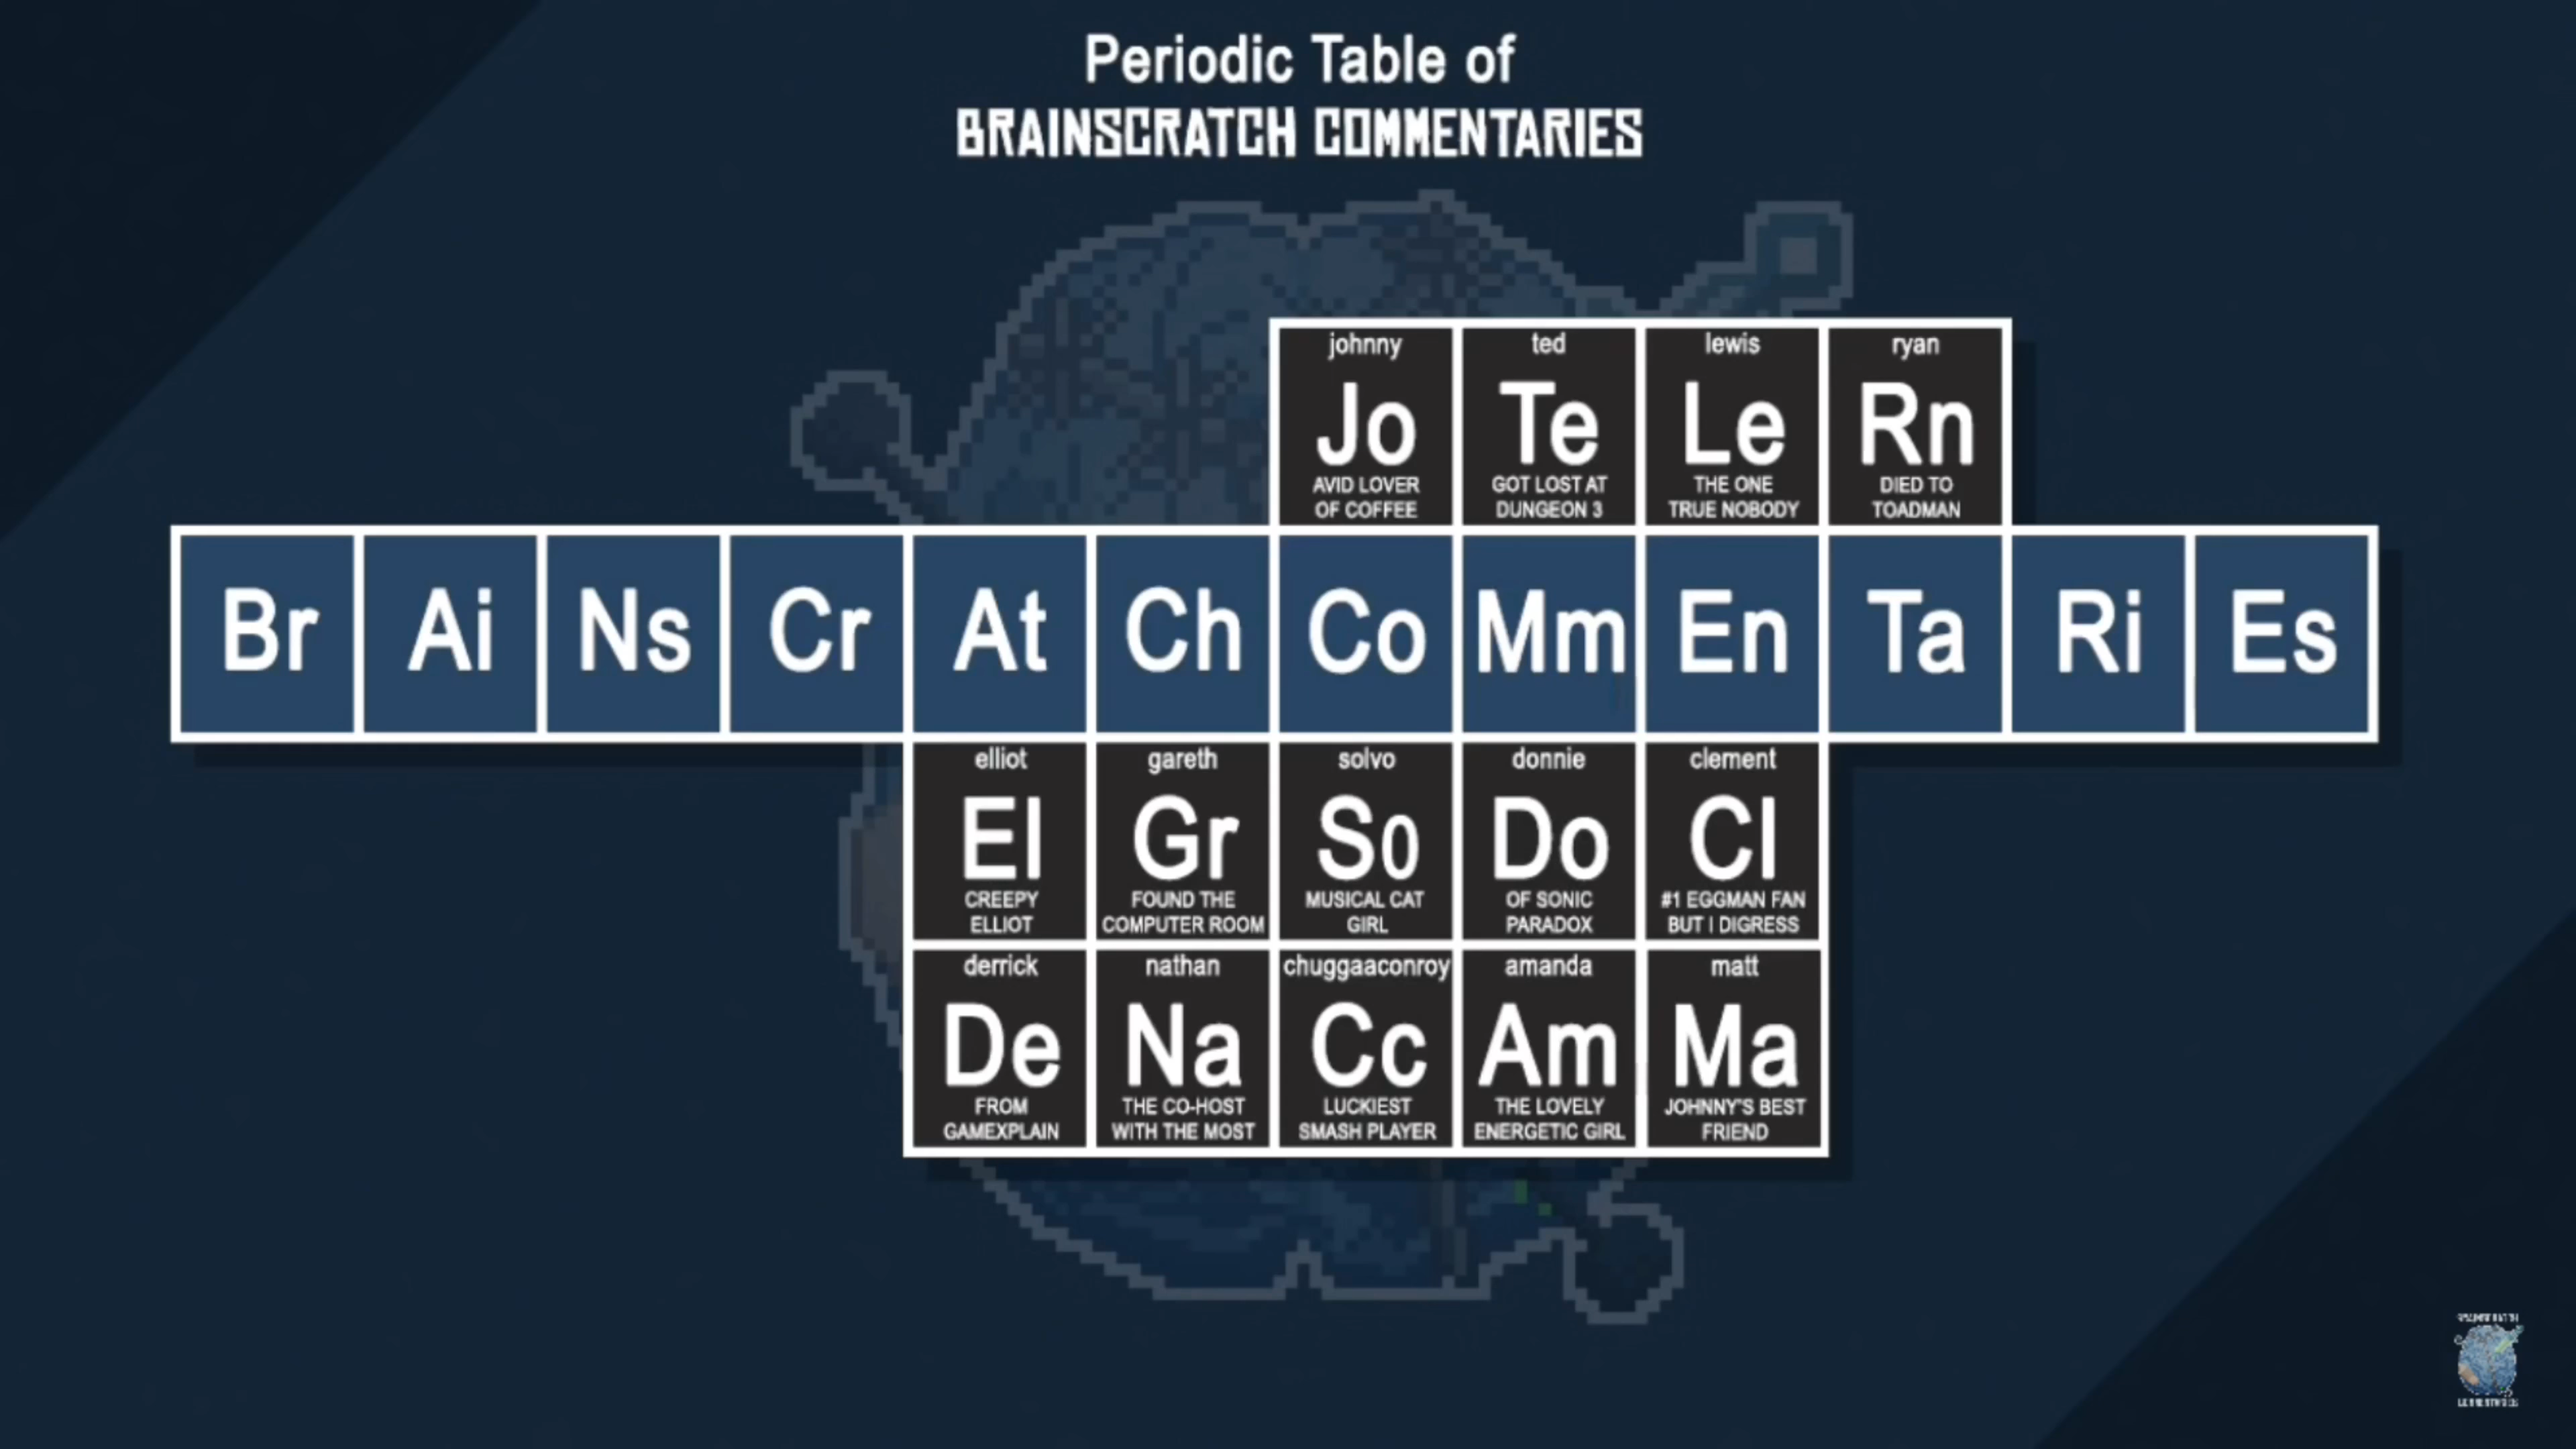 Periodic Table of
BRAINSCRATCH COMMENTARIES
johnny
Jo
AVID LOVER
OF COFFEE
ted
Te
GOT LOST AT
DUNGEON 3
lewis
Le
THE ONE
TRUE NOBODY
ryan
Rn
DIED TO
TOADMAN
Br Ai Ns Cr At Ch Co Mm En Ta Ri Es
elliot
El
CREEPY
ELLIOT
gareth
Gr
FOUND THE
COMPUTER ROOM
solvo
So
MUSICAL CAT
GIRL
donnie
Do
OF SONIC
PARADOX
clement
Cl
#1 EGGMAN FAN
BUT I DIGRESS
derrick
De
FROM
GAMEXPLAIN
nathan
Na
THE CO-HOST
WITH THE MOST
chuggaaconroy
Cc
LUCKIEST
SMASH PLAYER
amanda
Am
THE LOVELY
ENERGETIC GIRL
matt
Ma
JOHNNY'S BEST
FRIEND